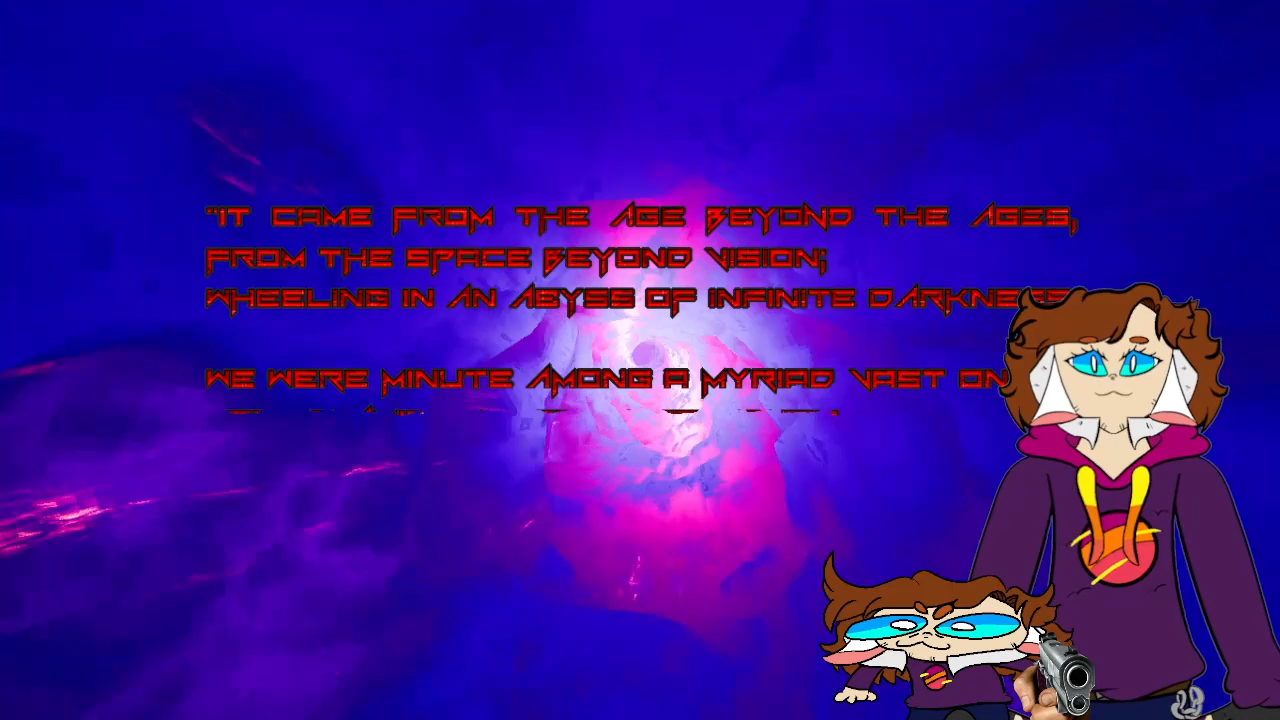 "IT CAME FROM THE AGE BEYOND THE AGES,
FROM THE SPACE BEYOND VISION;
WHEELING IN AN ABYSS OF INFINITE DARKNESS
WE WERE MINUTE AMONG A MYRIAD VAST